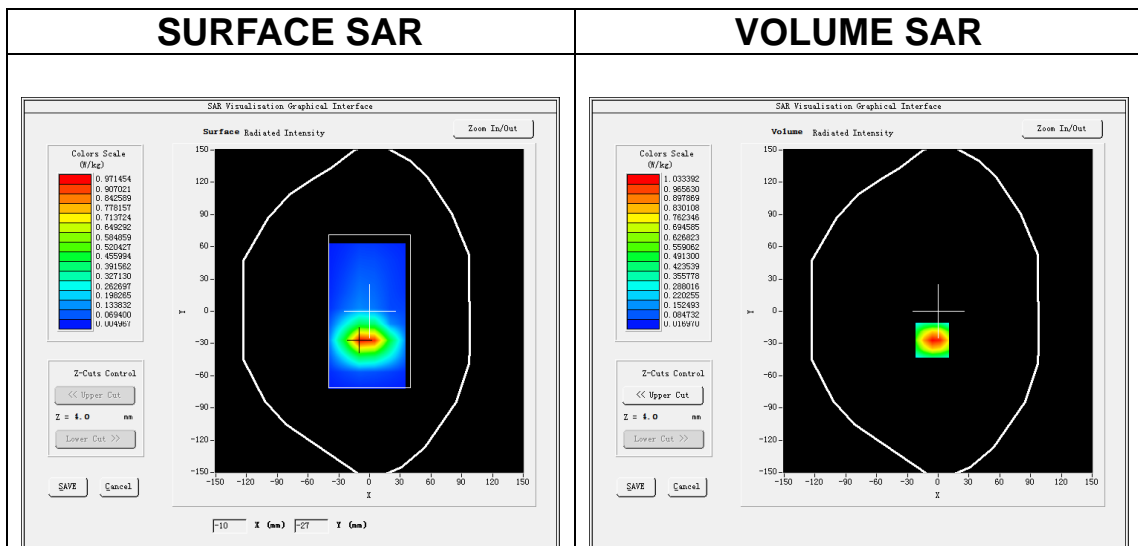 SURFACE SAR
SAR Visualisation Graphical Interface
Surface Radiated Intensity
Zoom In/Out
Colors Scale
(W/kg)
0.971454
0.907021
0.842589
0.778157
0.713724
0.649292
0.584859
0.520427
0.455994
0.391562
0.327130
0.262697
0.198265
0.133832
0.069400
0.004967
150
120
90
60
30
0
-30
-60
-90
-120
-150
Y
-150 -120 -90 -60 -30 0 30 60 90 120 150
X
Z-Cuts Control
<< Upper Cut
Z = 4.0 mm
Lower Cut >>
SAVE Cancel
-10 X (mm) -27 Y (mm)
VOLUME SAR
SAR Visualisation Graphical Interface
Volume Radiated Intensity
Zoom In/Out
Colors Scale
(W/kg)
1.033392
0.965630
0.897869
0.830108
0.762346
0.694585
0.626823
0.559062
0.491300
0.423539
0.355778
0.288016
0.220255
0.152493
0.084732
0.016970
150
120
90
60
30
0
-30
-60
-90
-120
-150
Y
-150 -120 -90 -60 -30 0 30 60 90 120 150
X
Z-Cuts Control
<< Upper Cut
Z = 4.0 mm
Lower Cut >>
SAVE Cancel